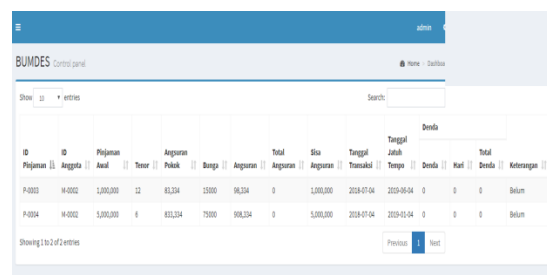 admin
BUMDES Control panel
Home > Dashboa
Show 10 entries
Search:
Denda
ID Pinjaman
ID Anggota
Pinjaman Awal
Tenor
Angsuran Pokok
Bunga
Angsuran
Total Angsuran
Sisa Angsuran
Tanggal Transaksi
Tanggal Jatuh Tempo
Denda
Hari
Total Denda
Keterangan
P-0003 M-0002 1,000,000 12 83,334 15000 98,334 0 1,000,000 2018-07-04 2019-06-04 0 0 0 Belum
P-0004 M-0002 5,000,000 6 833,334 75000 908,334 0 5,000,000 2018-07-04 2019-01-04 0 0 0 Belum
Showing 1 to 2 of 2 entries
Previous 1 Next